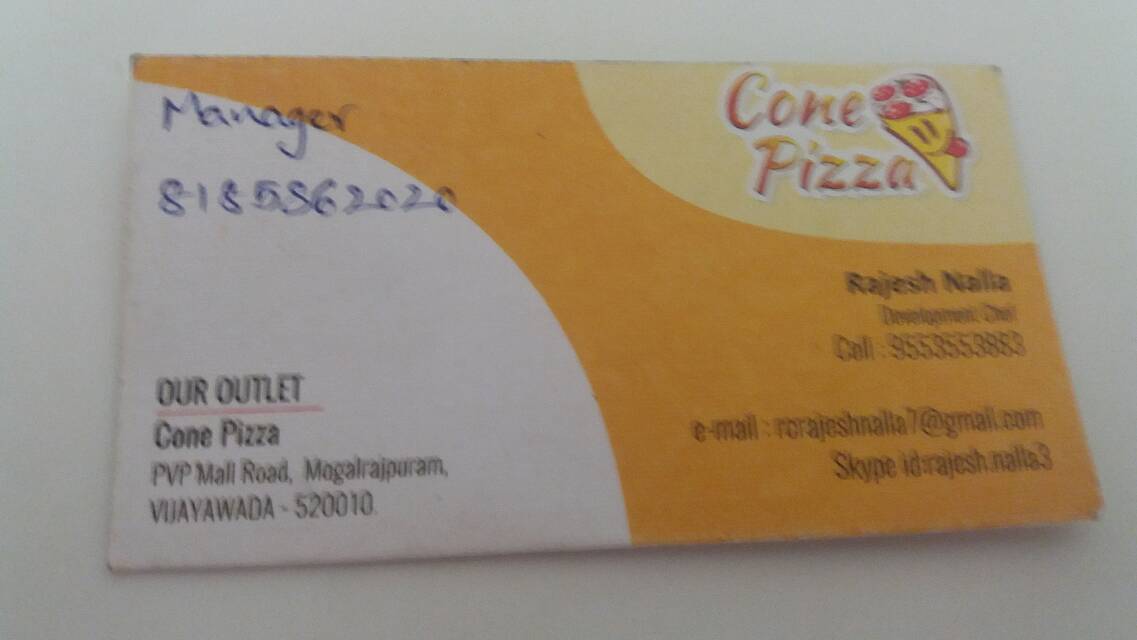 Manager
8185862020
Cone
Pizza
Rajesh Nalla
Development Chef
Call : 9553553883
e-mail : rcrajeshnalla7@gmail.com
Skype id:rajesh.nalla3
OUR OUTLET
Cone Pizza
PVP Mall Road, Mogalrajpuram,
VIJAYAWADA - 520010.